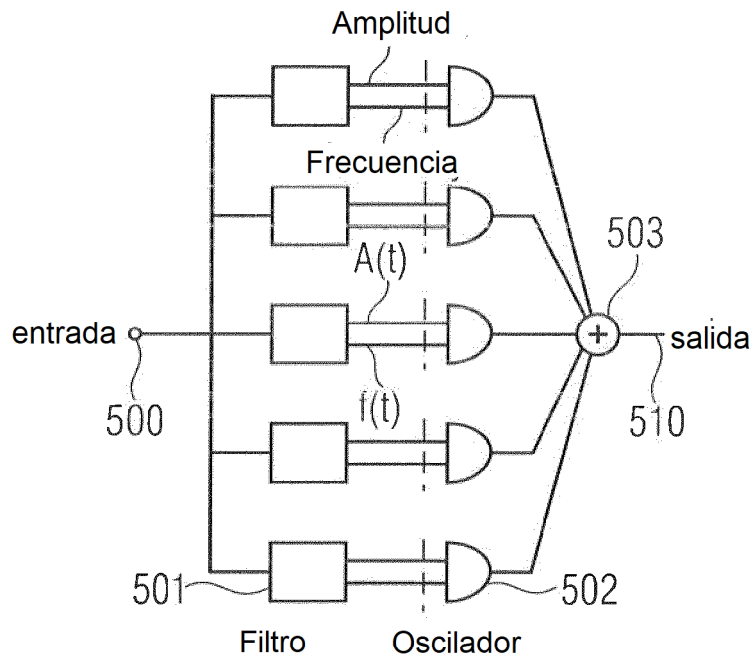 Amplitud
Frecuencia
503
A(t)
entrada
salida
500
f(t)
510
501
502
Filtro
Oscilador